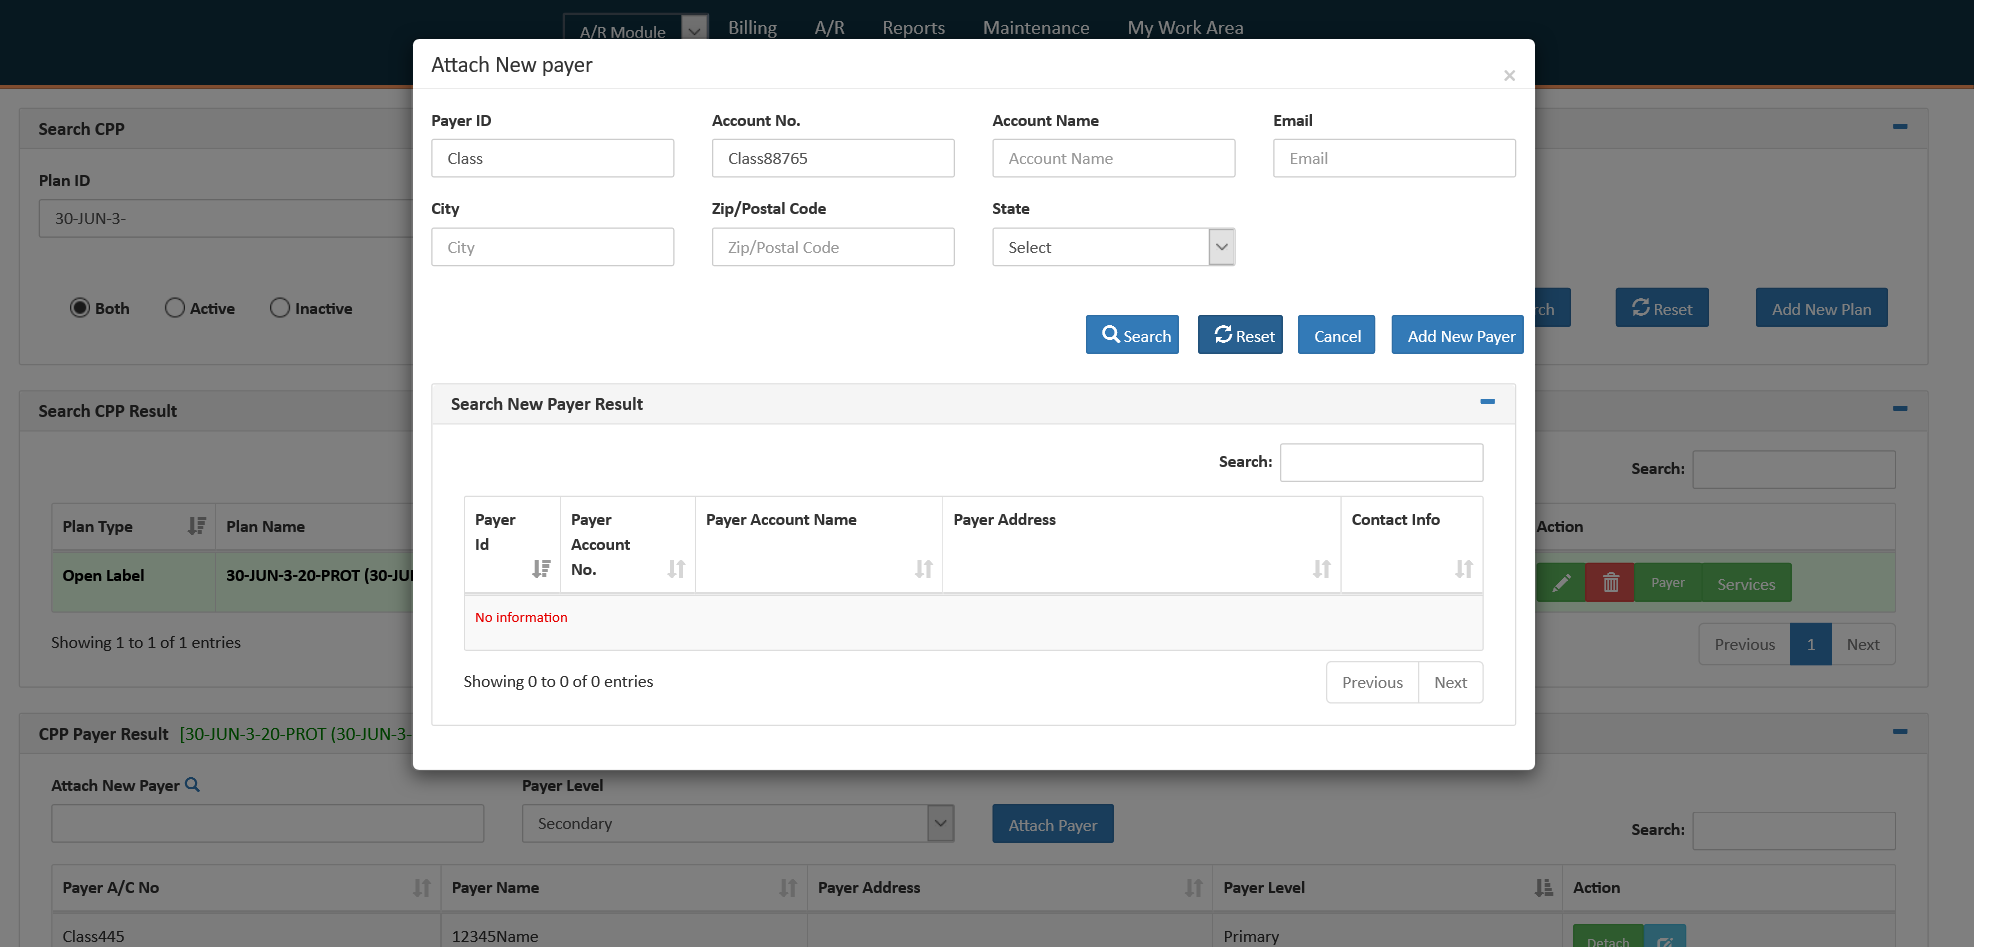 A/R Module Billing A/R Reports Maintenance My Work Area
Attach New payer
×
Payer ID Account No. Account Name Email
Class Class88765 Account Name Email
City Zip/Postal Code State
City Zip/Postal Code Select
Search Reset Cancel Add New Payer
Search New Payer Result
Search:
Payer Id Payer Account No. Payer Account Name Payer Address Contact Info
No information
Showing 0 to 0 of 0 entries Previous Next
Search CPP
Plan ID
30-JUN-3-
Both Active Inactive rch Reset Add New Plan
Search CPP Result
Search:
Plan Type Plan Name Action
Open Label 30-JUN-3-20-PROT (30-JU Payer Services
Showing 1 to 1 of 1 entries Previous 1 Next
CPP Payer Result [30-JUN-3-20-PROT (30-JUN-3-
Attach New Payer Payer Level
Secondary Attach Payer Search:
Payer A/C No Payer Name Payer Address Payer Level Action
Class445 12345Name Primary Detach